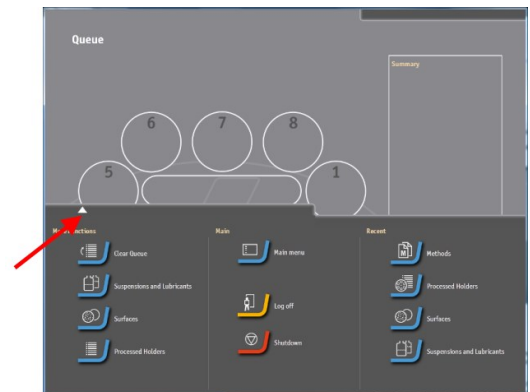 Queue
Summary
6
7
8
5
1
Main
Recent
Clear Queue
Main menu
Methods
Suspensions and Lubricants
Processed Holders
Log off
Surfaces
Surfaces
Shutdown
Processed Holders
Suspensions and Lubricants